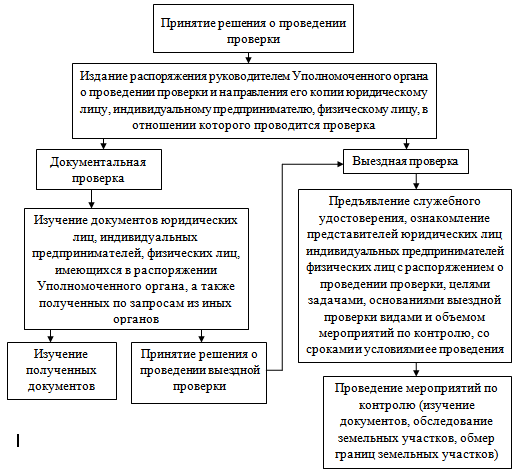 Принятие решения о проведении
проверки
Издание распоряжения руководителем Уполномоченного органа
о проведении проверки и направления его копии юридическому
лицу, индивидуальному предпринимателю, физическому лицу, в
отношении которого проводится проверка
Документальная
проверка
Выездная проверка
Изучение документов юридических
лиц, индивидуальных
предпринимателей, физических лиц,
имеющихся в распоряжении
Уполномоченного органа, а также
полученных по запросам из иных
органов
Предъявление служебного
удостоверения, ознакомление
представителей юридических лиц
индивидуальных предпринимателей
физических лиц с распоряжением о
проведении проверки, целями
задачами, основаниями выездной
проверки видами и объемом
мероприятий по контролю, со
сроками и условиями ее проведения
Изучение
полученных
документов
Принятие решения о
проведении выездной
проверки
Проведение мероприятий по
контролю (изучение
документов, обследование
земельных участков, обмер
границ земельных участков)